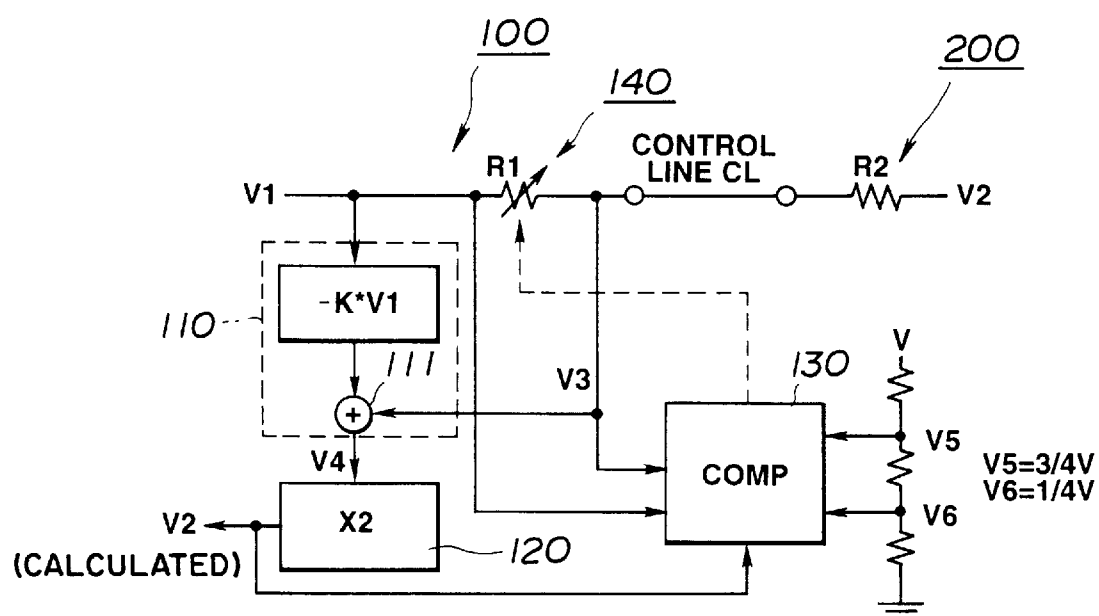 100
200
140
CONTROL
LINE CL
R1
R2
V1
V2
-K*V1
110
111
V3
130
V
+
V4
COMP
V5
V5=3/4V
V6=1/4V
V6
V2
(CALCULATED)
X2
120